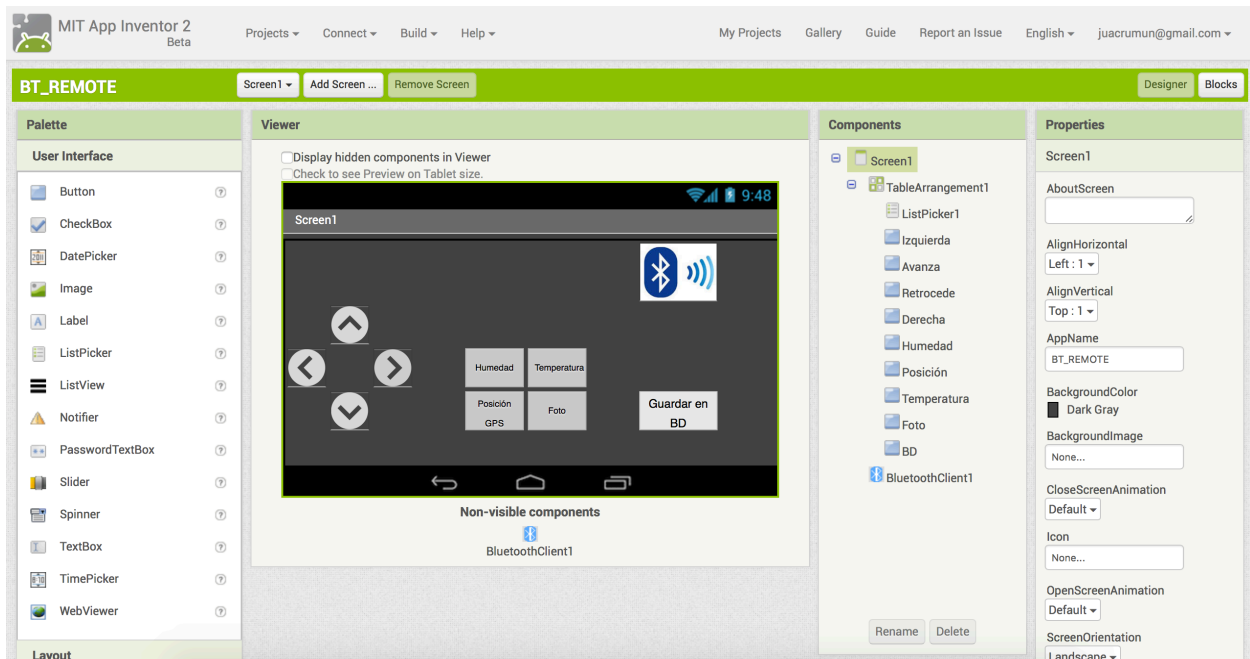 MIT App Inventor 2
Beta
Projects Connect Build Help My Projects Gallery Guide Report an Issue English juacrumun@gmail.com
BT_REMOTE Screen1 Add Screen ... Remove Screen Designer Blocks
Palette
User Interface
Button ?
CheckBox ?
DatePicker ?
Image ?
Label ?
ListPicker ?
ListView ?
Notifier ?
PasswordTextBox ?
Slider ?
Spinner ?
TextBox ?
TimePicker ?
WebViewer ?
Layout
Viewer
Display hidden components in Viewer
Check to see Preview on Tablet size.
9:48
Screen1
Humedad Temperatura
Posición
GPS
Foto
Guardar en
BD
Non-visible components
BluetoothClient1
Components
Screen1
TableArrangement1
ListPicker1
Izquierda
Avanza
Retrocede
Derecha
Humedad
Posición
Temperatura
Foto
BD
BluetoothClient1
Rename Delete
Properties
Screen1
AboutScreen
AlignHorizontal
Left : 1
AlignVertical
Top : 1
AppName
BT_REMOTE
BackgroundColor
Dark Gray
BackgroundImage
None...
CloseScreenAnimation
Default
Icon
None...
OpenScreenAnimation
Default
ScreenOrientation
Landscape